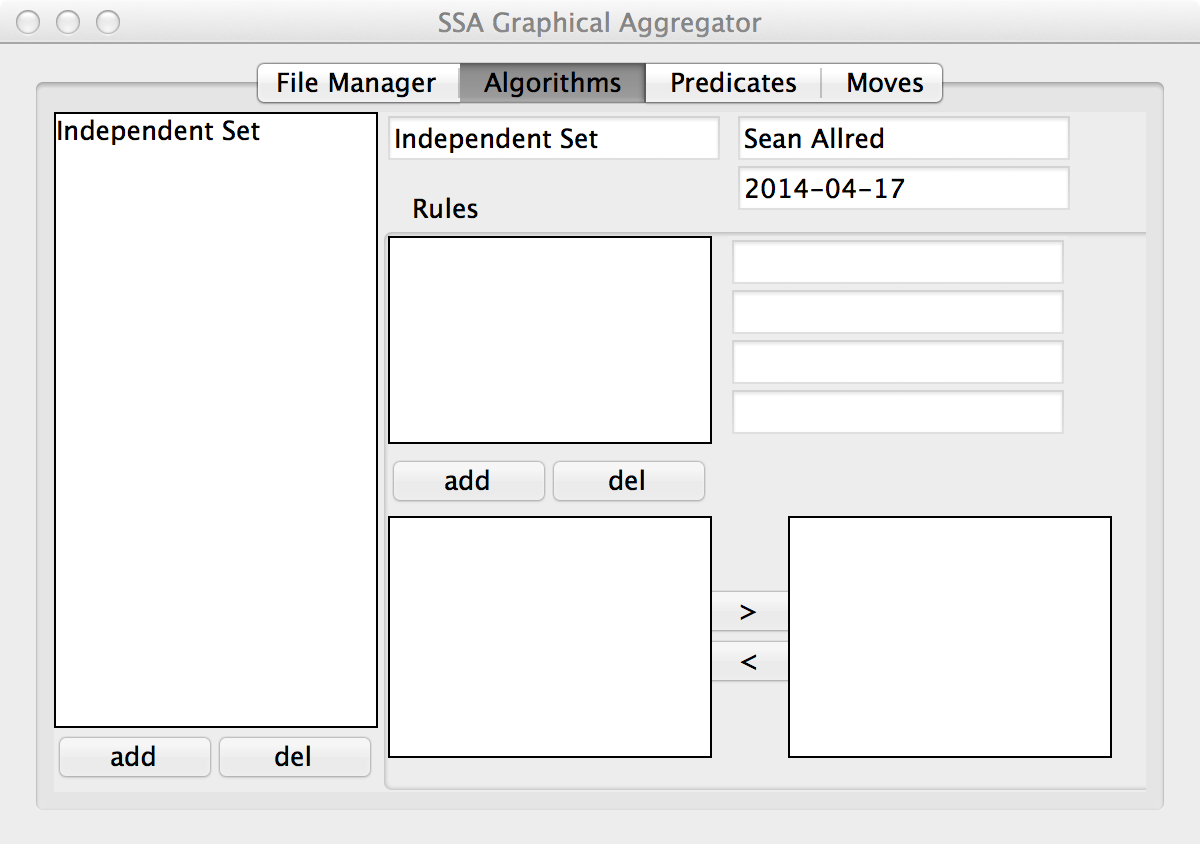 SSA Graphical Aggregator
File Manager Algorithms Predicates Moves
Independent Set
Independent Set
Sean Allred
2014-04-17
Rules
add del
>
<
add del